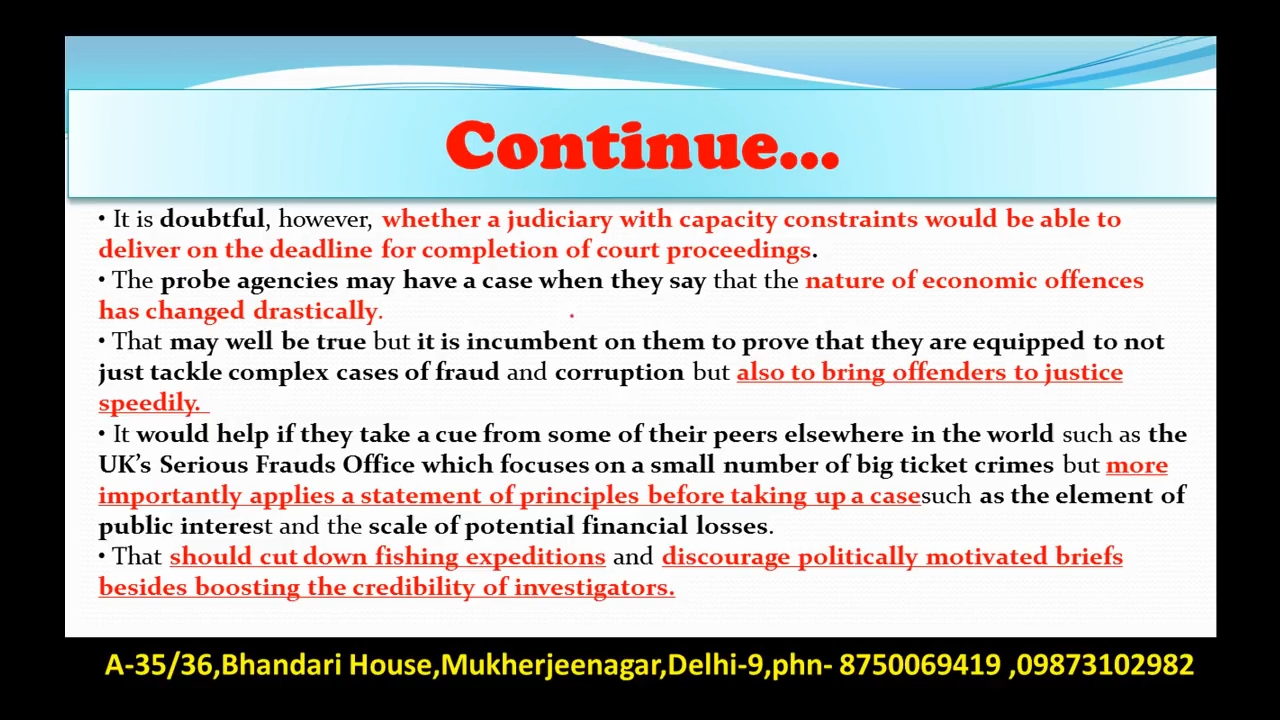 Continue...
• It is doubtful, however, whether a judiciary with capacity constraints would be able to
deliver on the deadline for completion of court proceedings.
• The probe agencies may have a case when they say that the nature of economic offences
has changed drastically.
• That may well be true but it is incumbent on them to prove that they are equipped to not
just tackle complex cases of fraud and corruption but also to bring offenders to justice
speedily.
• It would help if they take a cue from some of their peers elsewhere in the world such as the
UK's Serious Frauds Office which focuses on a small number of big ticket crimes but more
importantly applies a statement of principles before taking up a casesuch as the element of
public interest and the scale of potential financial losses.
• That should cut down fishing expeditions and discourage politically motivated briefs
besides boosting the credibility of investigators.
A-35/36,Bhandari House,Mukherjeenagar,Delhi-9,phn- 8750069419 ,09873102982